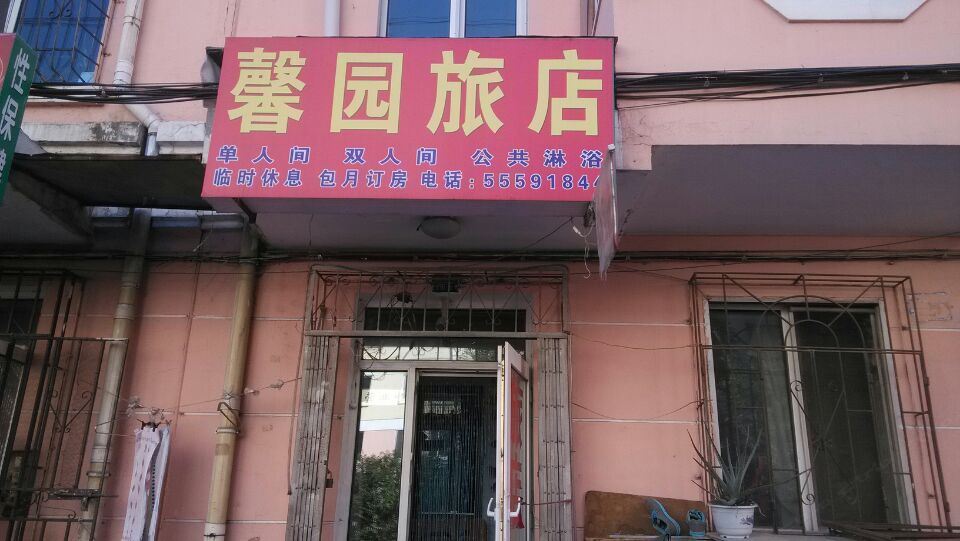 馨园旅店
单人间 双人间 公共淋浴
临时休息 包月订房 电话:5559184